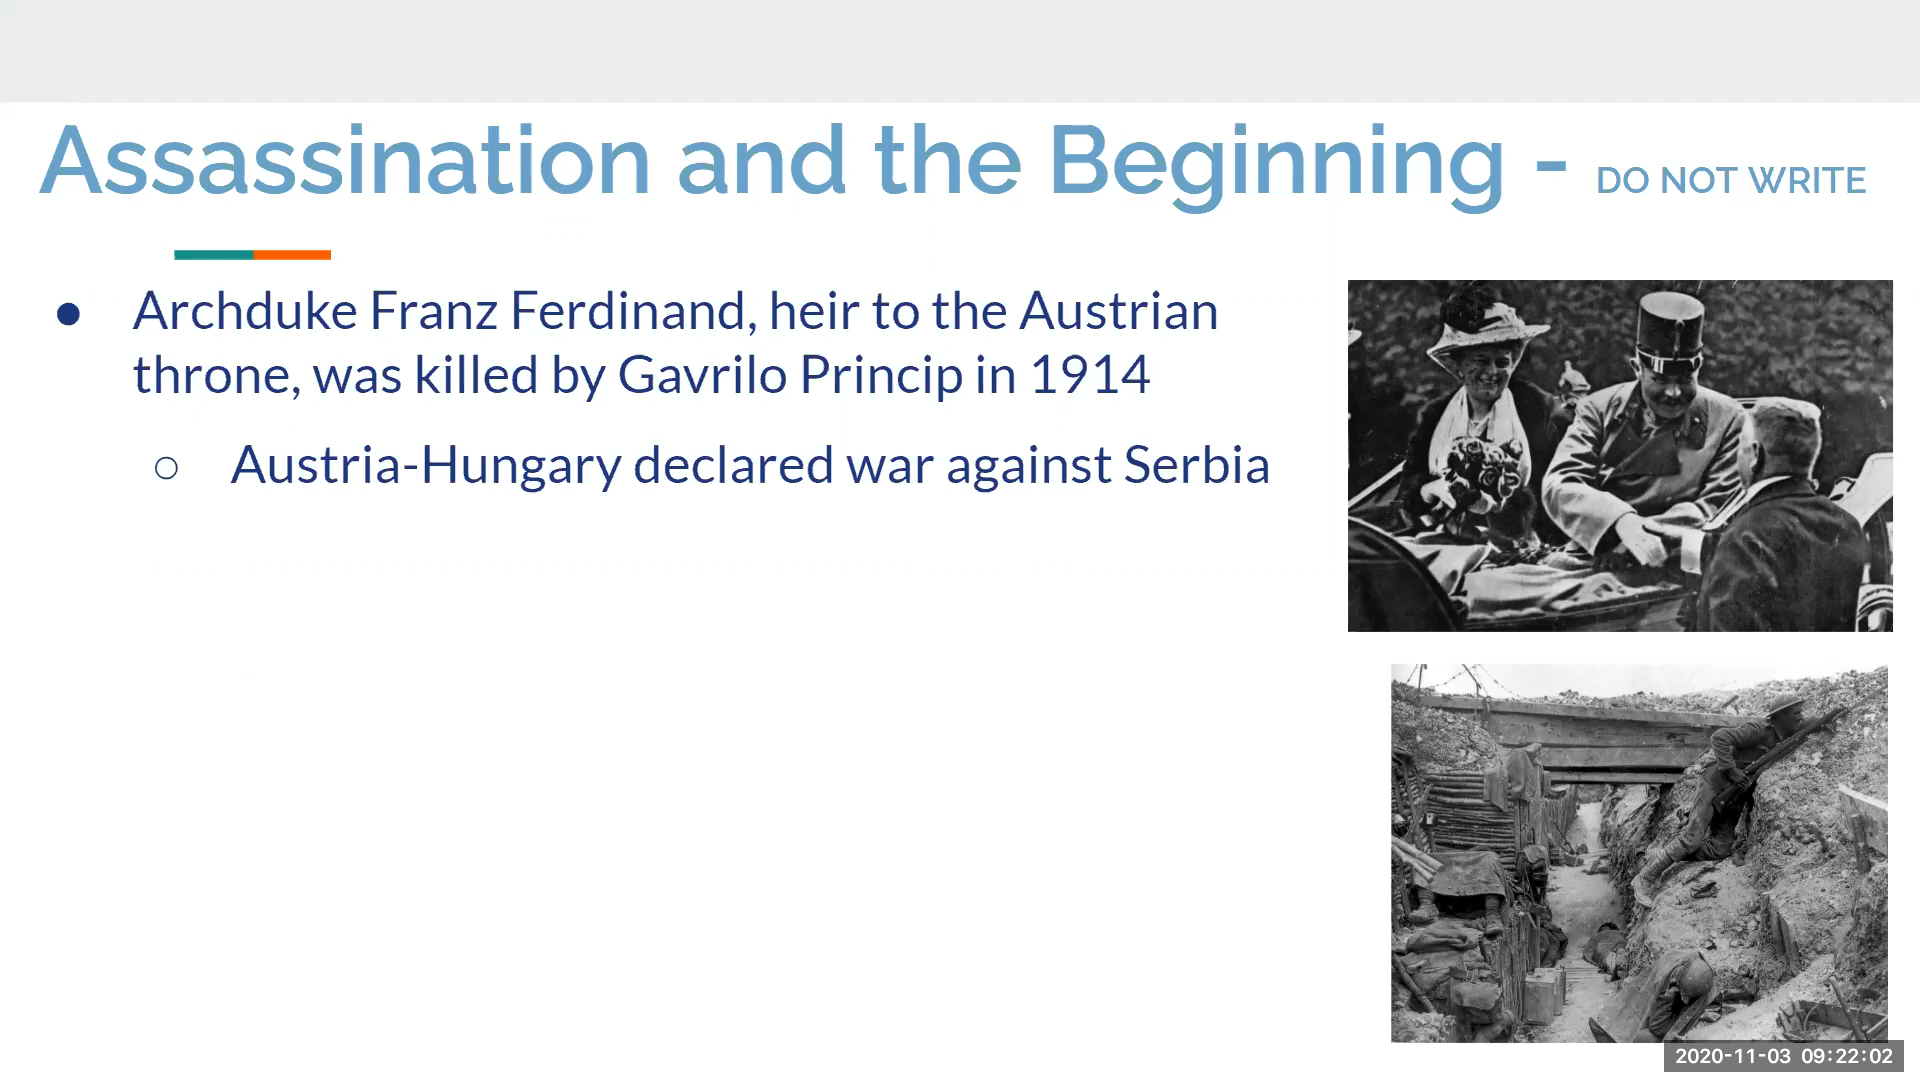 Assassination and the Beginning - DO NOT WRITE
● Archduke Franz Ferdinand, heir to the Austrian
throne, was killed by Gavrilo Princip in 1914
○ Austria-Hungary declared war against Serbia
2020-11-03 09:22:02